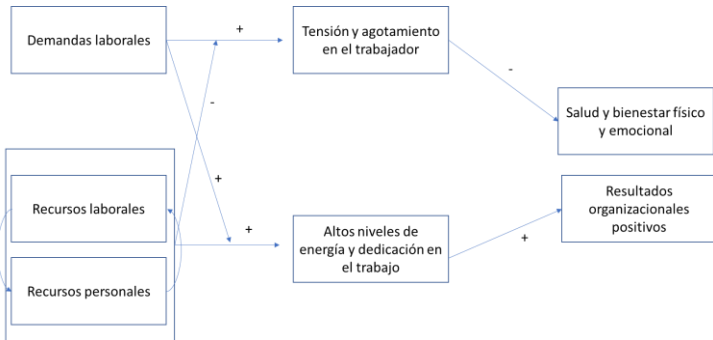 Demandas laborales
+
Tensión y agotamiento
en el trabajador
-
-
Salud y bienestar físico
y emocional
+
Recursos laborales
+
Altos niveles de
energía y dedicación en
el trabajo
+
Resultados
organizacionales
positivos
Recursos personales